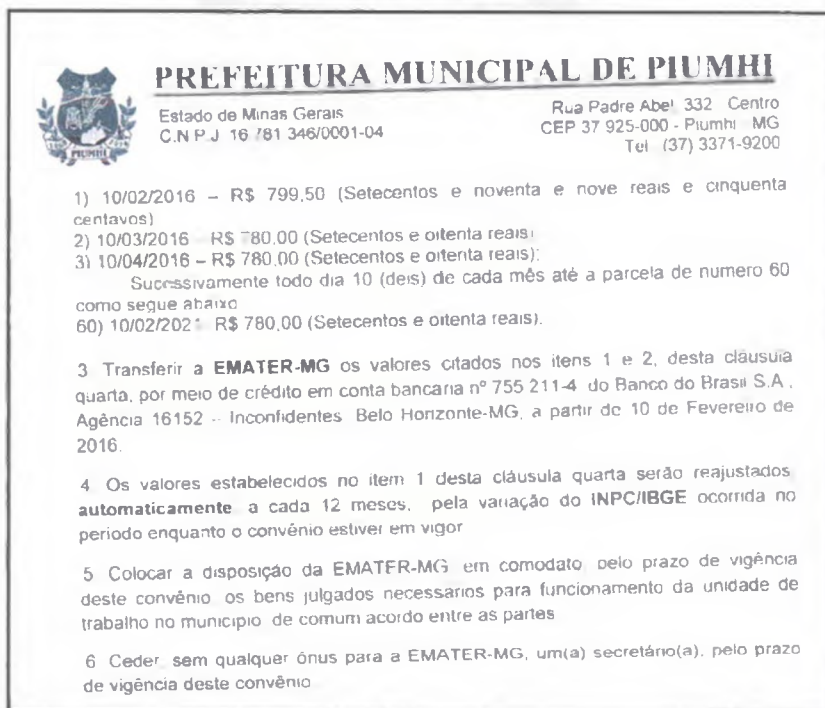 PREFEITURA MUNICIPAL DE PIUMHI
Estado de Minas Gerais
C.N P.J 16 781 346/0001-04
Rua Padre Abel 332 Centro
CEP 37 925-000 - Piumhi MG
Tel (37) 3371-9200
PIUMHI
1) 10/02/2016 – R$ 799,50 (Setecentos e noventa e nove reais e cinquenta
centavos)
2) 10/03/2016 – R$ 780,00 (Setecentos e oitenta reais)
3) 10/04/2016 – R$ 780,00 (Setecentos e oitenta reais);
Sucessivamente todo dia 10 (deis) de cada mês até a parcela de numero 60
como segue abaixo
60) 10/02/2021 R$ 780,00 (Setecentos e oitenta reais).
3 Transferir a EMATER-MG os valores citados nos itens 1 e 2, desta cláusula
quarta, por meio de crédito em conta bancaria nº 755 211-4 do Banco do Brasil S.A ,
Agência 16152 – Inconfidentes Belo Horizonte-MG, a partir de 10 de Fevereiro de
2016.
4 Os valores estabelecidos no item 1 desta cláusula quarta serão reajustados
automaticamente a cada 12 meses, pela variação do INPC/IBGE ocorrida no
periodo enquanto o convênio estiver em vigor
5 Colocar a disposição da EMATER-MG em comodato, pelo prazo de vigência
deste convênio os bens julgados necessarios para funcionamento da unidade de
trabalho no municipio de comum acordo entre as partes
6 Ceder, sem qualquer ônus para a EMATER-MG, um(a) secretário(a), pelo prazo
de vigência deste convênio